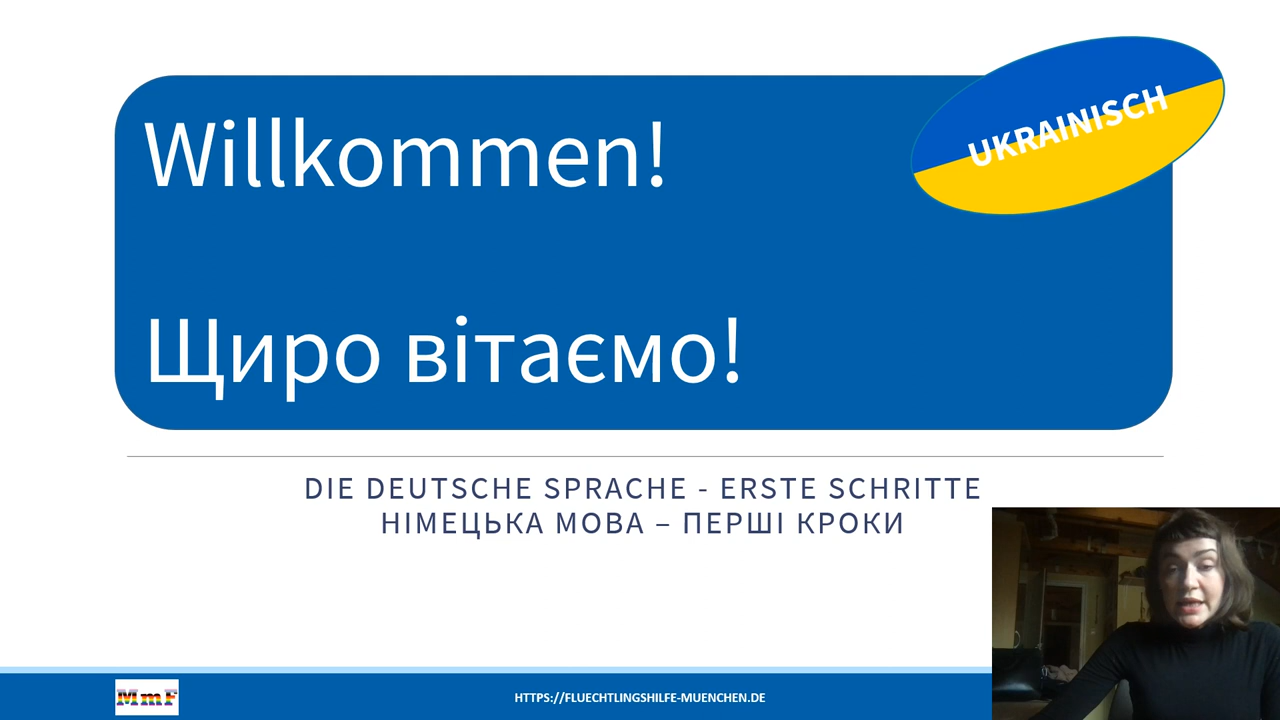 Willkommen!
UKRAINISCH
Щиро вітаємо!
DIE DEUTSCHE SPRACHE - ERSTE SCHRITTE
НІМЕЦЬКА МОВА – ПЕРШІ КРОКИ
MmF
HTTPS://FLUECHTLINGSHILFE-MUENCHEN.DE